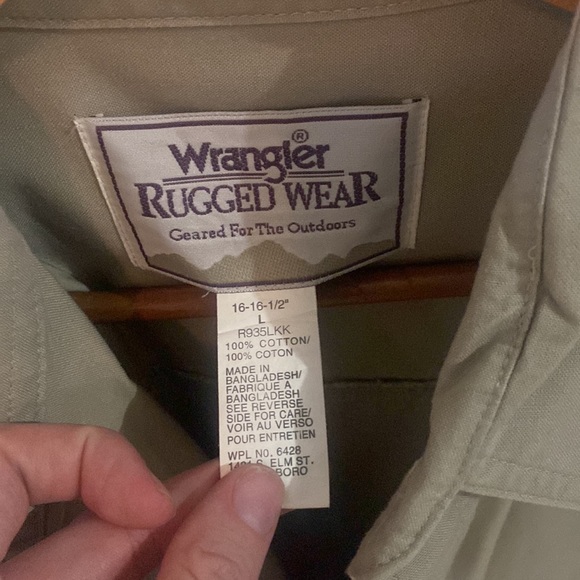 Wrangler®
RUGGED WEAR
Geared For The Outdoors
16-16-1/2"
L
R935LKK
100% COTTON/
100% COTON
MADE IN
BANGLADESH/
FABRIQUE A
BANGLADESH
SEE REVERSE
SIDE FOR CARE/
VOIR AU VERSO
POUR ENTRETIEN
WPL NO. 6428
ELM ST.